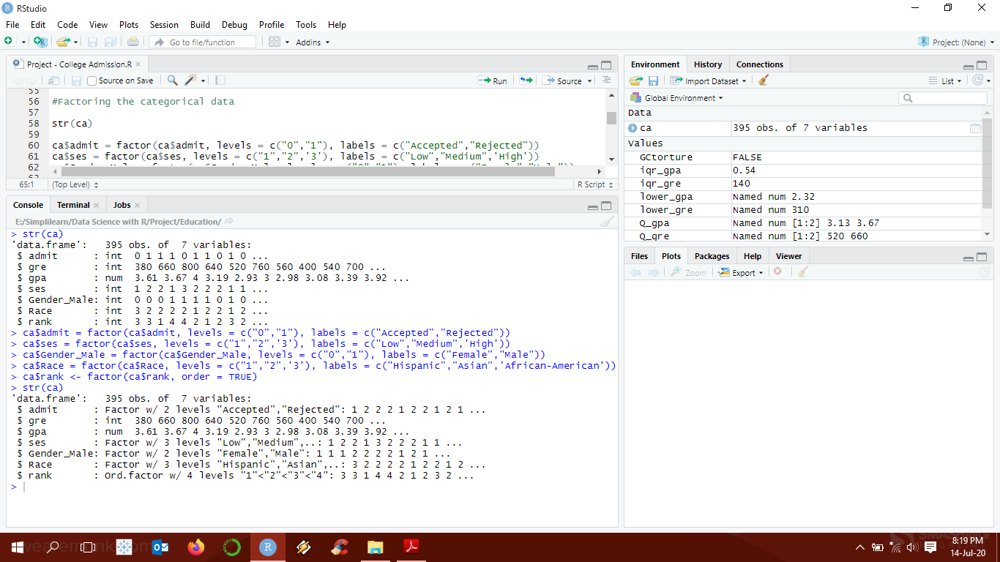 RStudio
File Edit Code View Plots Session Build Debug Profile Tools Help
Go to file/function Addins Project: (None)
Project - College Admission.R
Source on Save Run Source
55
56 #Factoring the categorical data
57
58 str(ca)
59
60 ca$admit = factor(ca$admit, levels = c("0","1"), labels = c("Accepted","Rejected"))
61 ca$ses = factor(ca$ses, levels = c("1","2",'3'), labels = c("Low","Medium",'High'))
62
65:1 (Top Level) R Script
Console Terminal Jobs
E:/Simplilearn/Data Science with R/Project/Education/
> str(ca)
'data.frame': 395 obs. of 7 variables:
$ admit : int 0 1 1 1 0 1 1 0 1 0 ...
$ gre : int 380 660 800 640 520 760 560 400 540 700 ...
$ gpa : num 3.61 3.67 4 3.19 2.93 3 2.98 3.08 3.39 3.92 ...
$ ses : int 1 2 2 1 3 2 2 2 1 1 ...
$ Gender_Male: int 0 0 0 1 1 1 1 0 1 0 ...
$ Race : int 3 2 2 2 2 1 2 2 1 2 ...
$ rank : int 3 3 1 4 4 2 1 2 3 2 ...
> ca$admit = factor(ca$admit, levels = c("0","1"), labels = c("Accepted","Rejected"))
> ca$ses = factor(ca$ses, levels = c("1","2",'3'), labels = c("Low","Medium",'High'))
> ca$Gender_Male = factor(ca$Gender_Male, levels = c("0","1"), labels = c("Female","Male"))
> ca$Race = factor(ca$Race, levels = c("1","2",'3'), labels = c("Hispanic","Asian",'African-American'))
> ca$rank <- factor(ca$rank, order = TRUE)
> str(ca)
'data.frame': 395 obs. of 7 variables:
$ admit : Factor w/ 2 levels "Accepted","Rejected": 1 2 2 2 1 2 2 1 2 1 ...
$ gre : int 380 660 800 640 520 760 560 400 540 700 ...
$ gpa : num 3.61 3.67 4 3.19 2.93 3 2.98 3.08 3.39 3.92 ...
$ ses : Factor w/ 3 levels "Low","Medium",..: 1 2 2 1 3 2 2 2 1 1 ...
$ Gender_Male: Factor w/ 2 levels "Female","Male": 1 1 1 2 2 2 2 1 2 1 ...
$ Race : Factor w/ 3 levels "Hispanic","Asian",..: 3 2 2 2 2 1 2 2 1 2 ...
$ rank : Ord.factor w/ 4 levels "1"<"2"<"3"<"4": 3 3 1 4 4 2 1 2 3 2 ...
>
Environment History Connections
Import Dataset List
Global Environment
Data
ca 395 obs. of 7 variables
Values
GCtorture FALSE
iqr_gpa 0.54
iqr_gre 140
lower_gpa Named num 2.32
lower_gre Named num 310
Q_gpa Named num [1:2] 3.13 3.67
Q_gre Named num [1:2] 520 660
Files Plots Packages Help Viewer
Zoom Export
8:19 PM
14-Jul-20